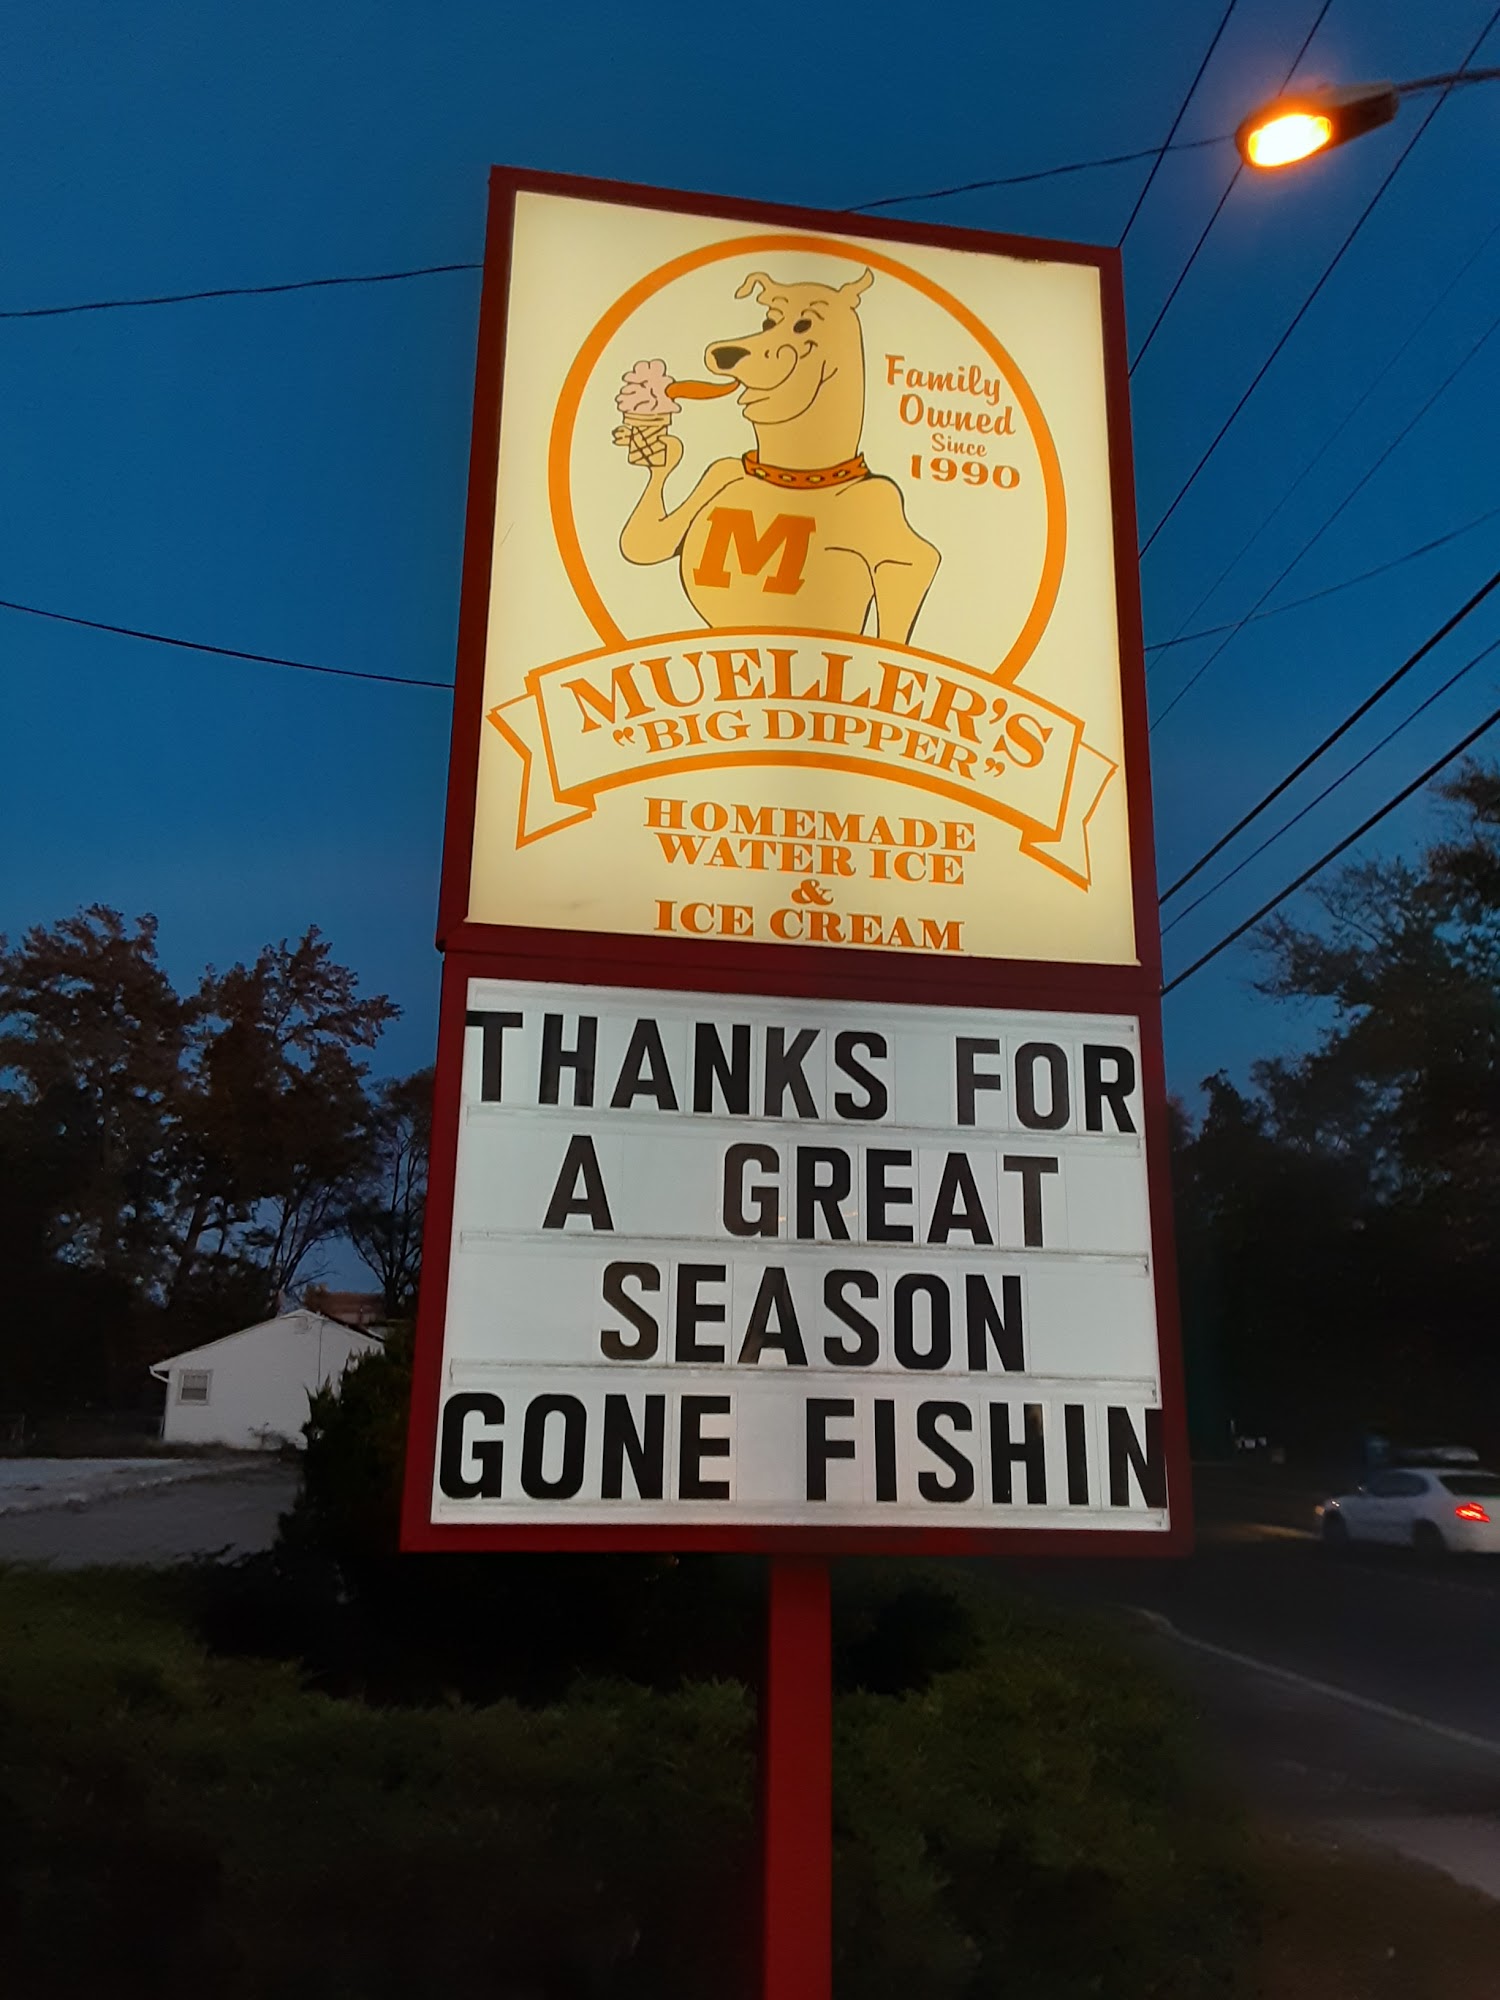 Family
Owned
Since
1990
M
MUELLER'S
"BIG DIPPER"
HOMEMADE
WATER ICE
&
ICE CREAM
THANKS FOR
A GREAT
SEASON
GONE FISHIN